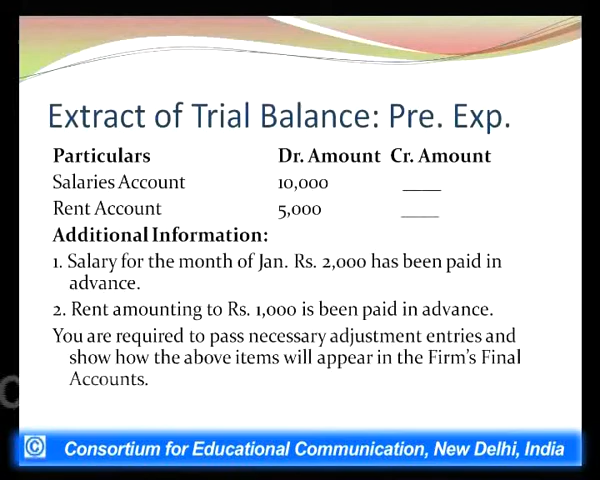 Extract of Trial Balance: Pre. Exp.
Particulars Dr. Amount Cr. Amount
Salaries Account 10,000 ____
Rent Account 5,000 ____
Additional Information:
1. Salary for the month of Jan. Rs. 2,000 has been paid in
advance.
2. Rent amounting to Rs. 1,000 is been paid in advance.
You are required to pass necessary adjustment entries and
show how the above items will appear in the Firm's Final
Accounts.
© Consortium for Educational Communication, New Delhi, India